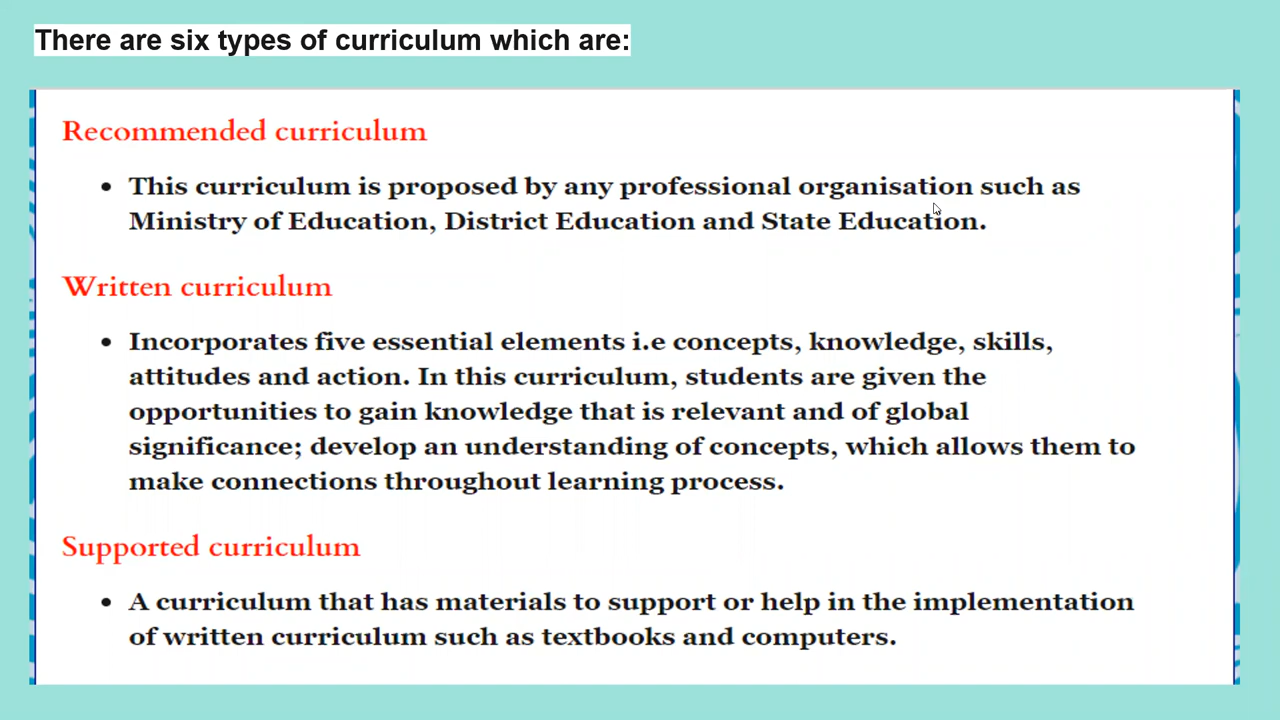 There are six types of curriculum which are:
Recommended curriculum
• This curriculum is proposed by any professional organisation such as
Ministry of Education, District Education and State Education.
Written curriculum
• Incorporates five essential elements i.e concepts, knowledge, skills,
attitudes and action. In this curriculum, students are given the
opportunities to gain knowledge that is relevant and of global
significance; develop an understanding of concepts, which allows them to
make connections throughout learning process.
Supported curriculum
• A curriculum that has materials to support or help in the implementation
of written curriculum such as textbooks and computers.